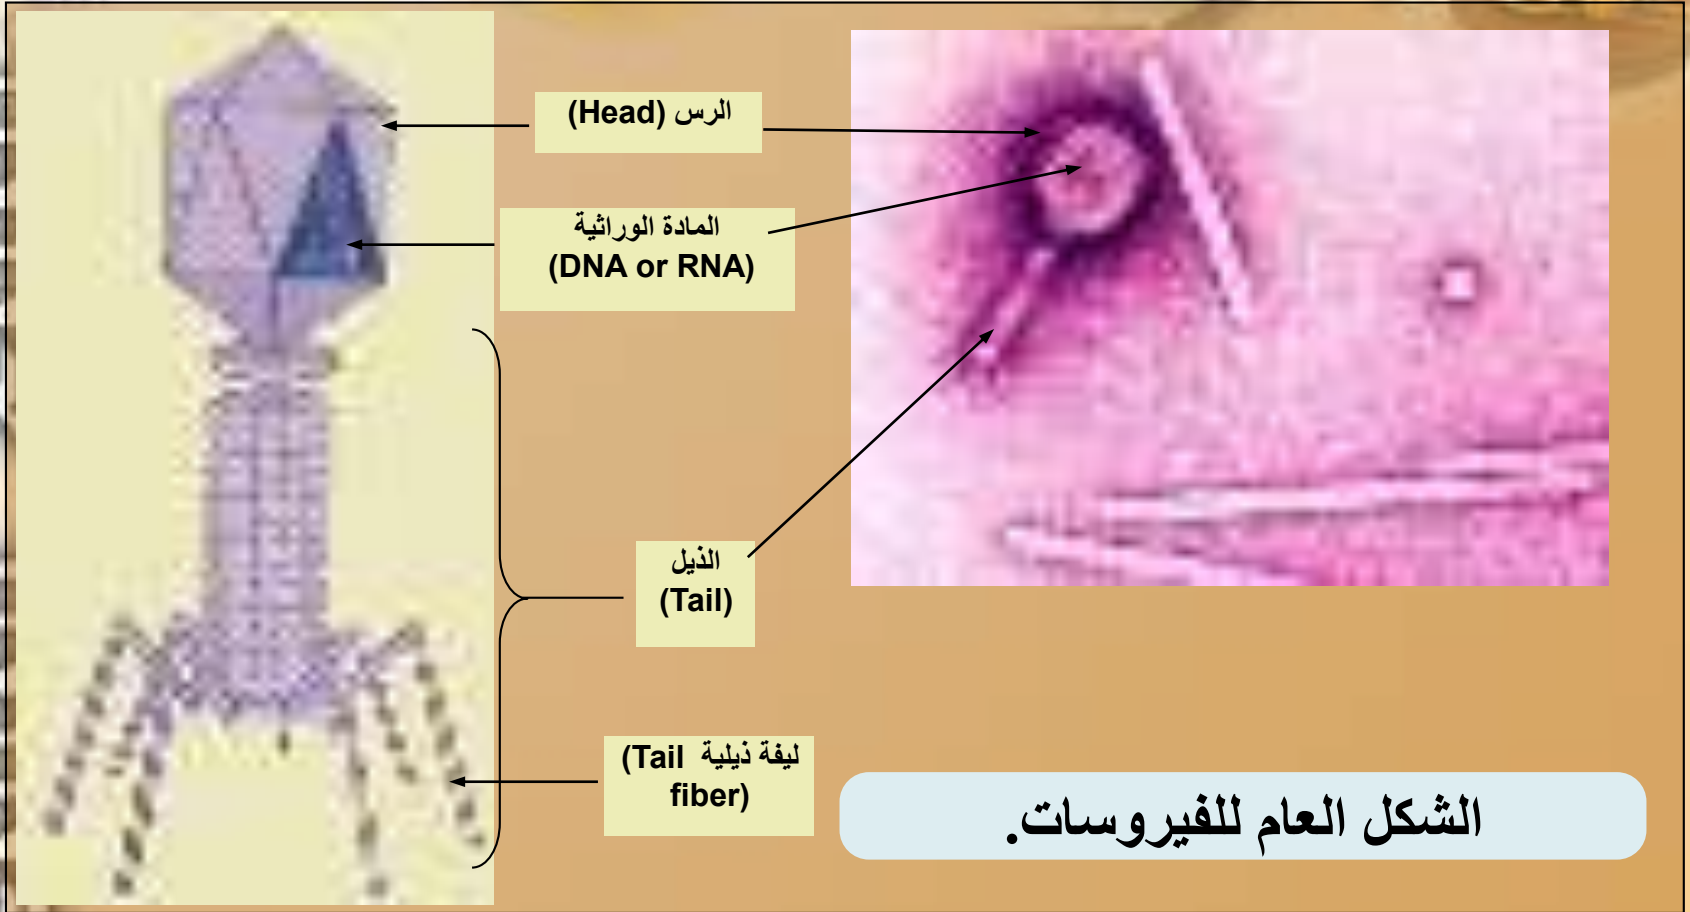 الرس (Head)
المادة الوراثية
(DNA or RNA)
الذيل
(Tail)
ليفة ذيلية (Tail
fiber)
الشكل العام للفيروسات.